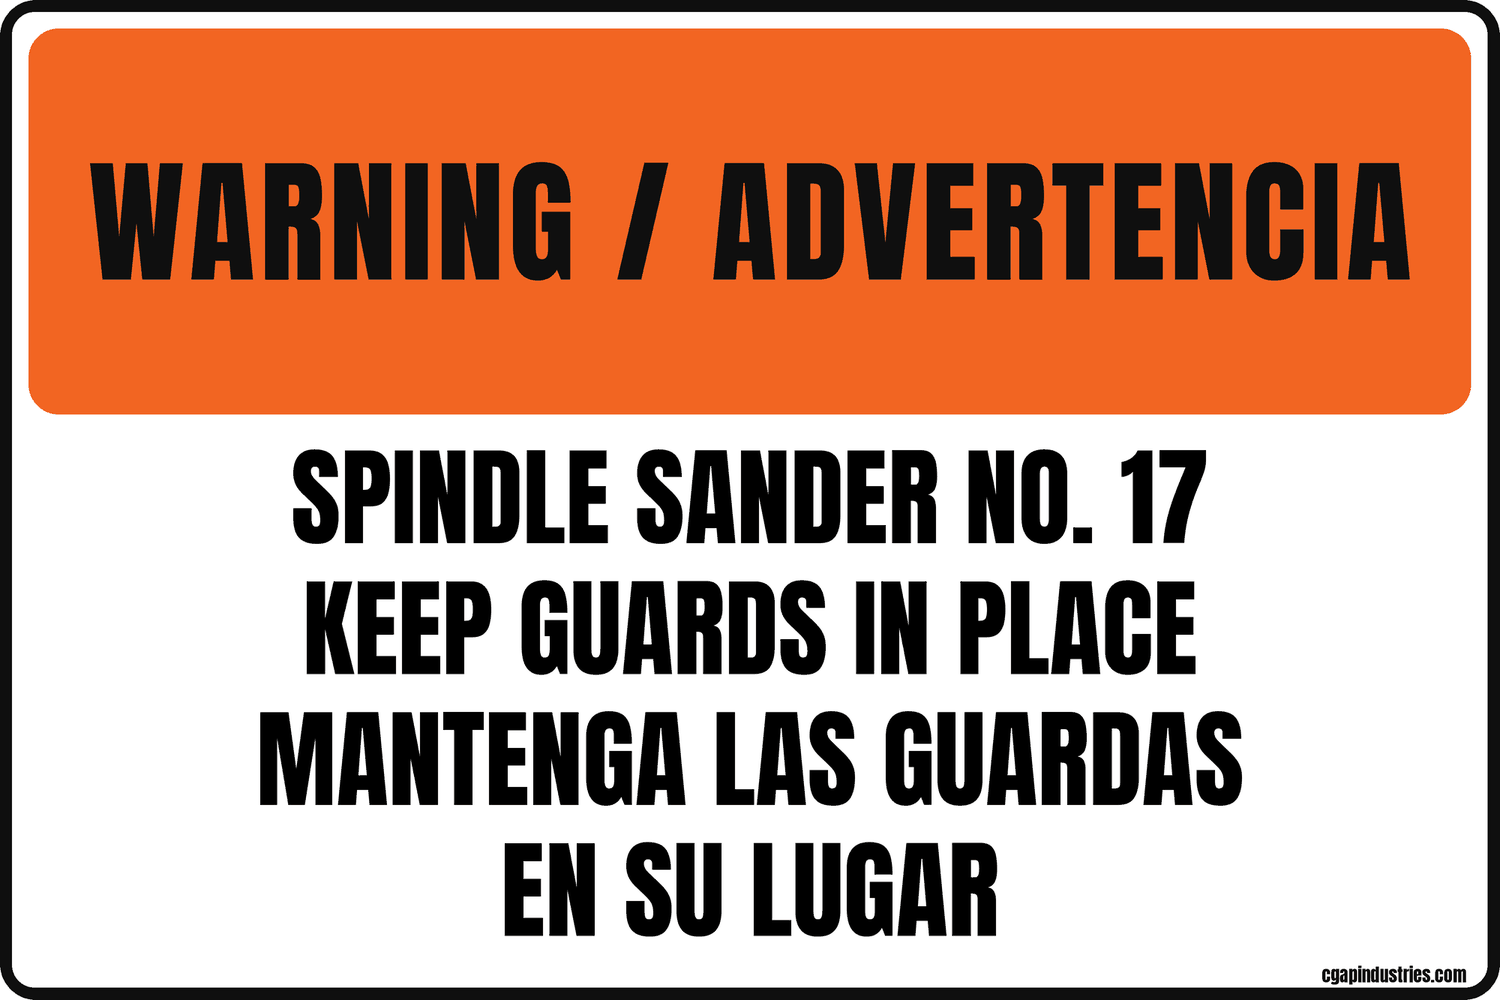 WARNING / ADVERTENCIA
SPINDLE SANDER NO. 17
KEEP GUARDS IN PLACE
MANTENGA LAS GUARDAS
EN SU LUGAR
cgapindustries.com